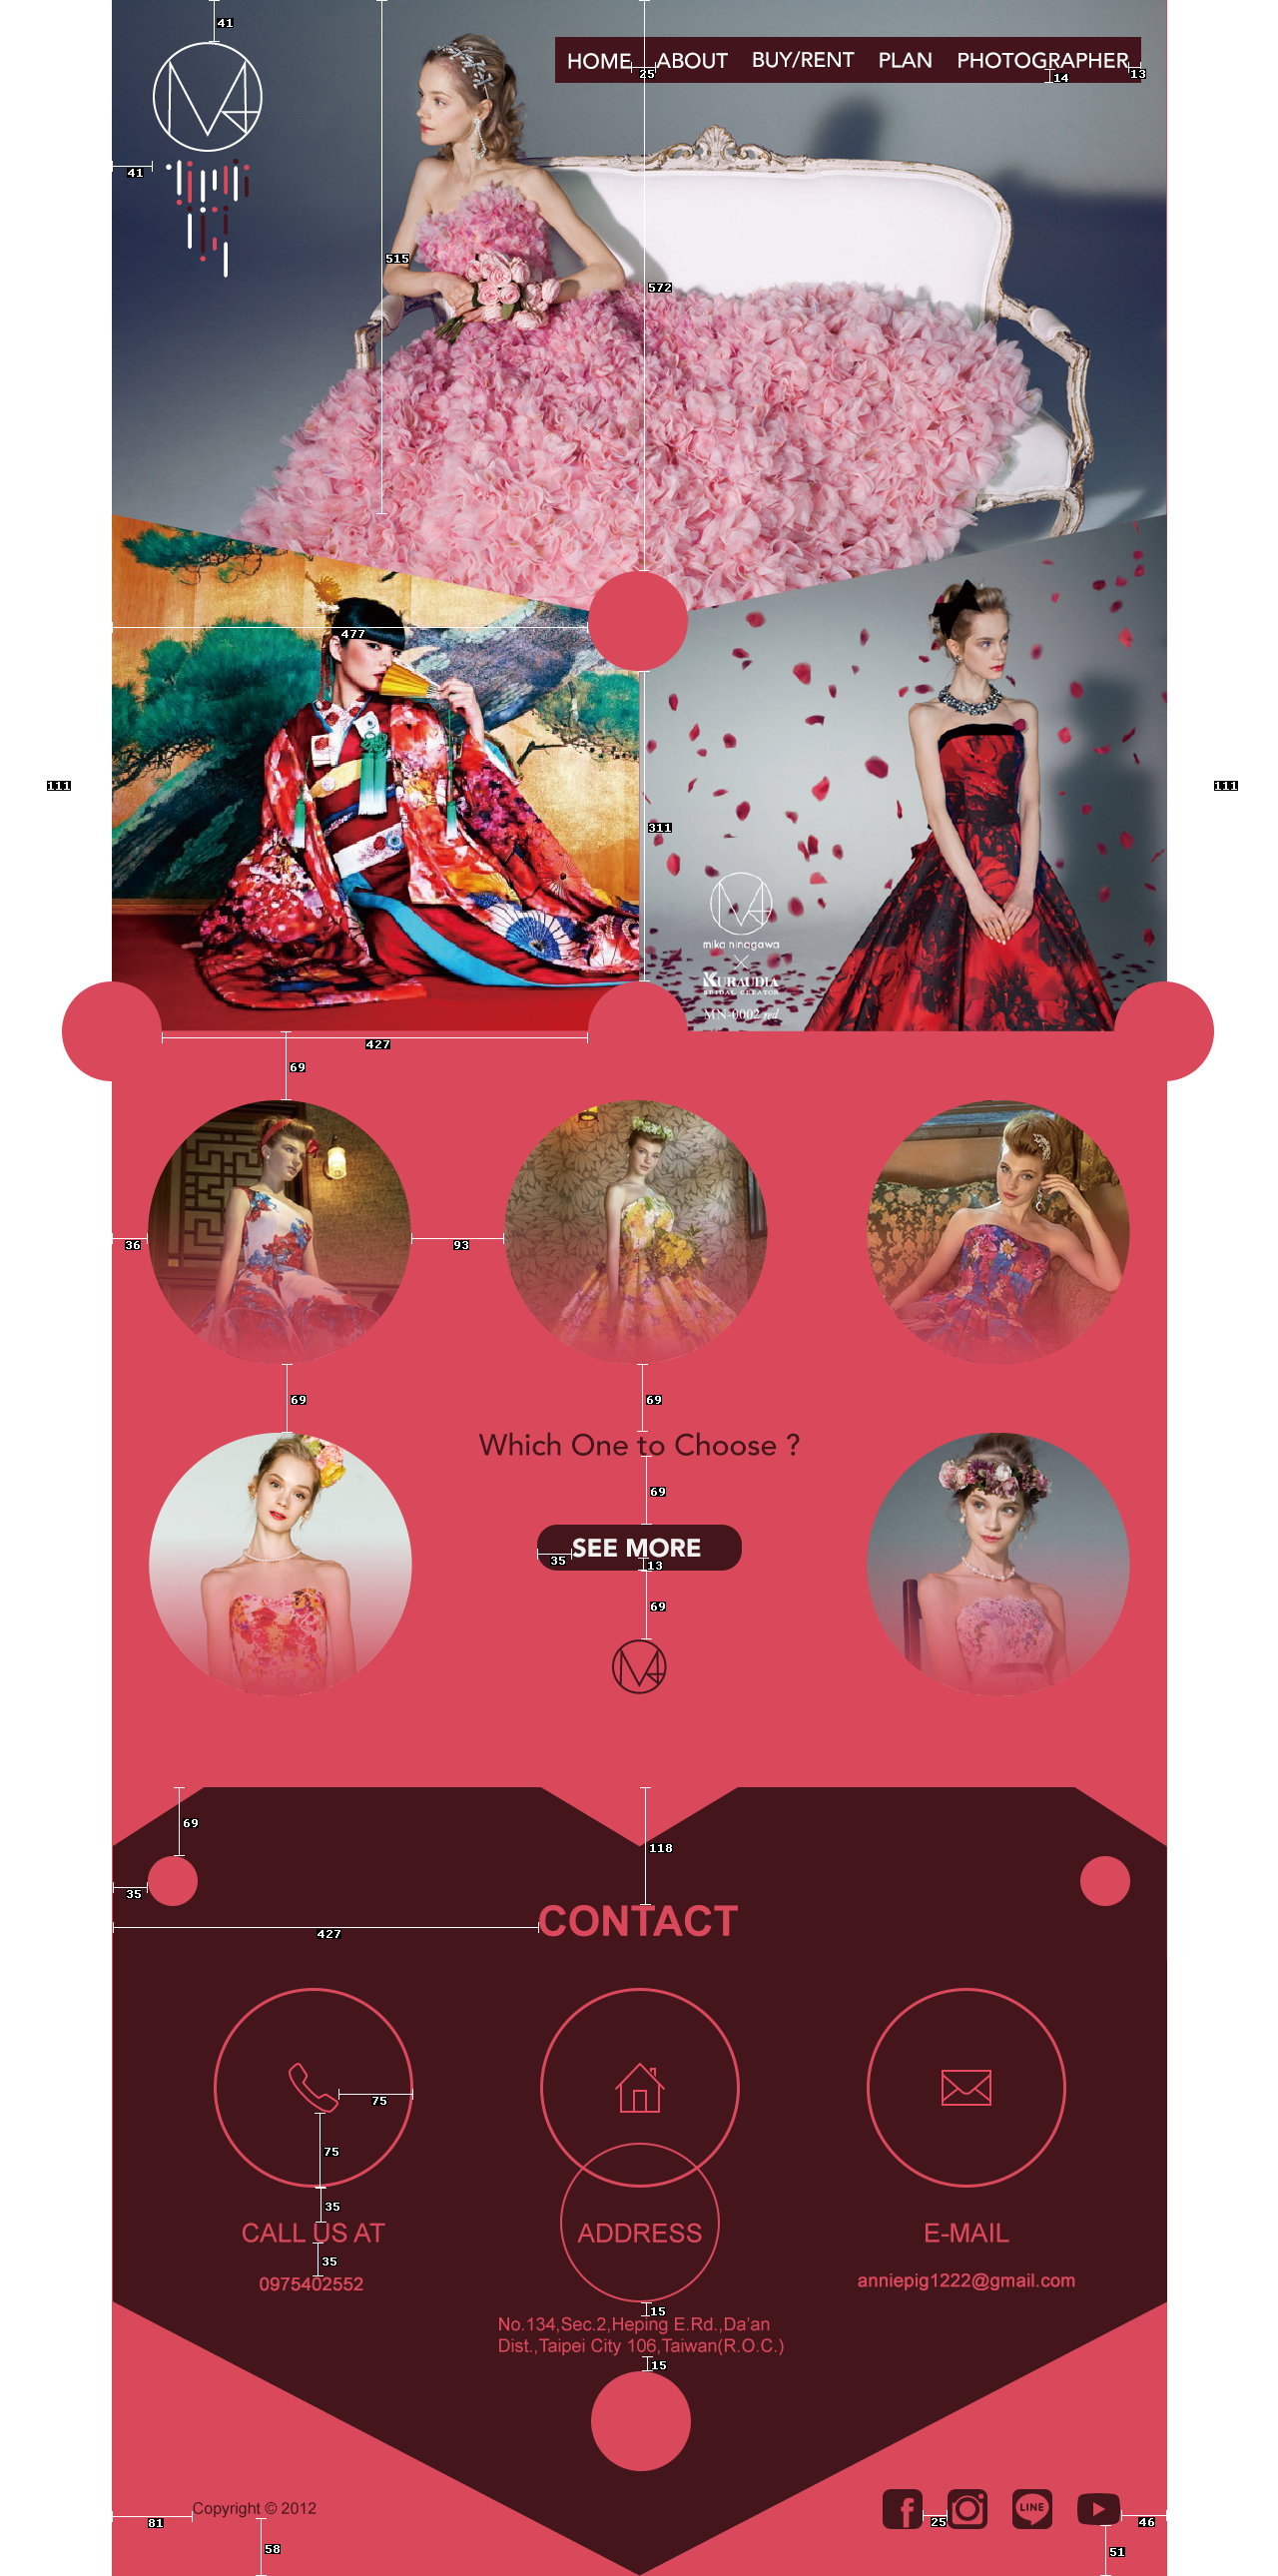 41
HOME ABOUT BUY/RENT PLAN PHOTOGRAPHER
25
14
13
41
515
572
477
111
111
311
mika ninagawa
KURAUDIA
BRIDAL CREATOR
MN-0002 red
427
69
36
93
69
69
Which One to Choose ?
69
SEE MORE
35
13
69
69
118
35
CONTACT
427
75
75
35
CALL US AT
ADDRESS
E-MAIL
35
0975402552
anniepig1222@gmail.com
15
No.134,Sec.2,Heping E.Rd.,Da'an
Dist.,Taipei City 106,Taiwan(R.O.C.)
15
Copyright © 2012
LINE
81
25
46
58
51